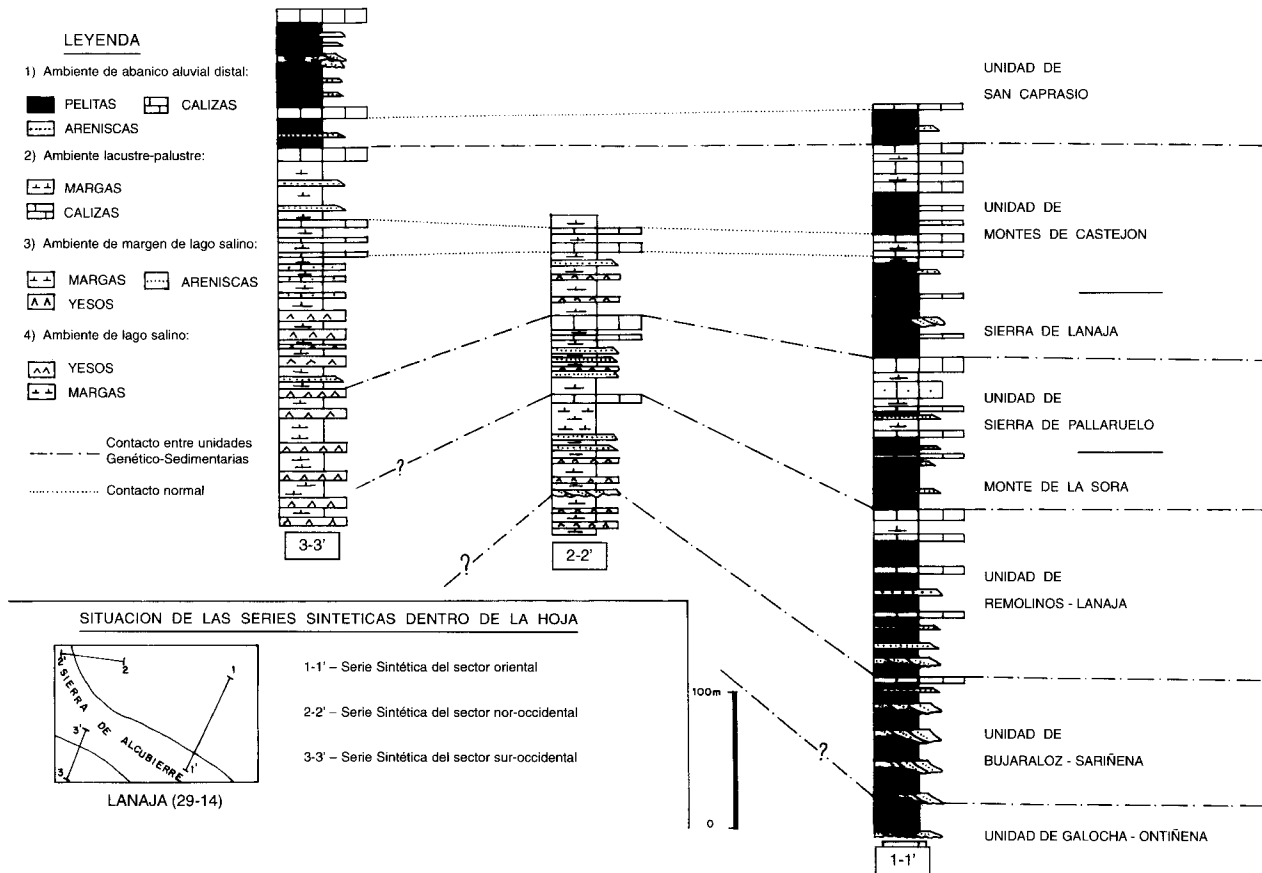 LEYENDA
1) Ambiente de abanico aluvial distal:
PELITAS
CALIZAS
ARENISCAS
2) Ambiente lacustre-palustre:
MARGAS
CALIZAS
3) Ambiente de margen de lago salino:
MARGAS
ARENISCAS
YESOS
4) Ambiente de lago salino:
YESOS
MARGAS
Contacto entre unidades
Genético-Sedimentarias
Contacto normal
3-3'
2-2'
1-1'
?
?
?
UNIDAD DE
SAN CAPRASIO
UNIDAD DE
MONTES DE CASTEJON
SIERRA DE LANAJA
UNIDAD DE
SIERRA DE PALLARUELO
MONTE DE LA SORA
UNIDAD DE
REMOLINOS - LANAJA
UNIDAD DE
BUJARALOZ - SARIÑENA
UNIDAD DE GALOCHA - ONTIÑENA
SITUACION DE LAS SERIES SINTETICAS DENTRO DE LA HOJA
2'
2
1
SIERRA DE ALCUBIERRE
3'
3
1'
LANAJA (29-14)
1-1' – Serie Sintética del sector oriental
2-2' – Serie Sintética del sector nor-occidental
3-3' – Serie Sintética del sector sur-occidental
100m
0